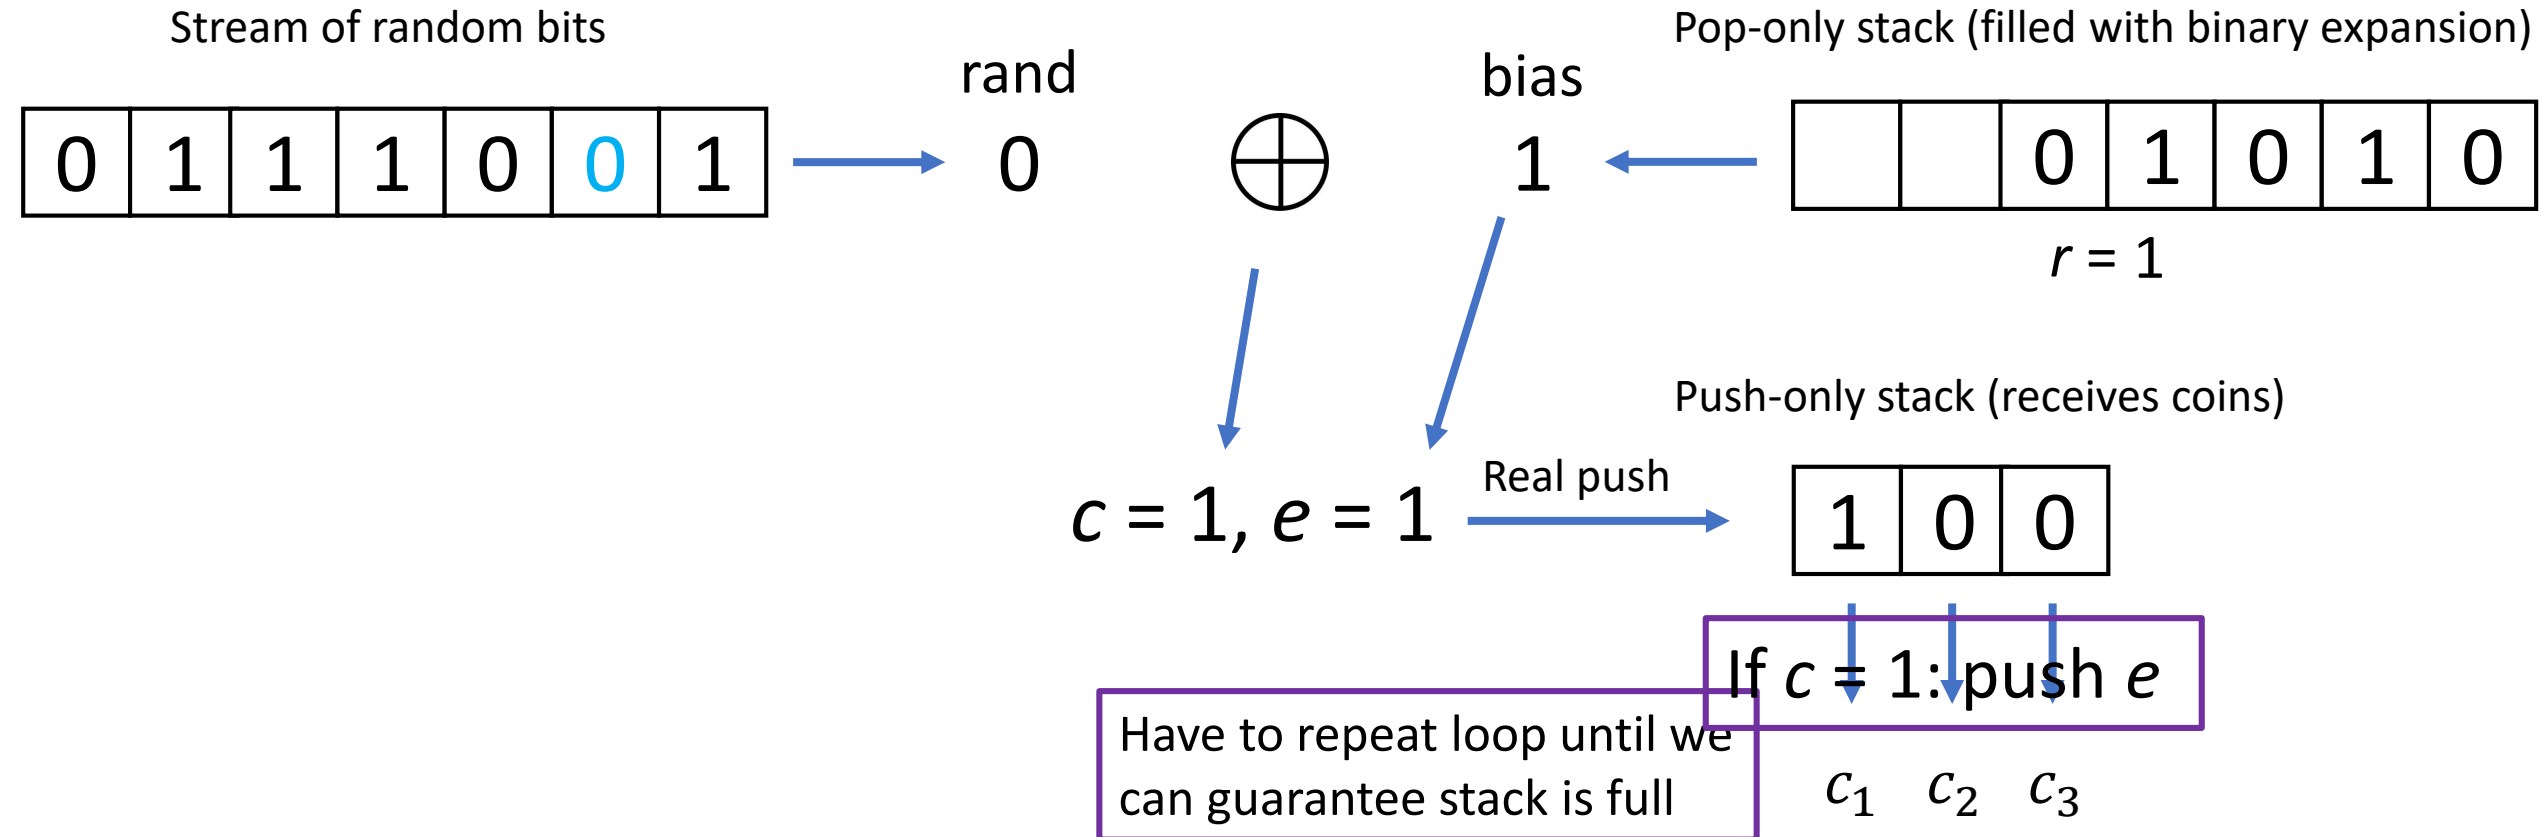 Stream of random bits
Pop-only stack (filled with binary expansion)
rand
bias
0 1 1 1 0 0 1
0
1
0 1 0 1 0
r = 1
Push-only stack (receives coins)
Real push
c = 1, e = 1
1 0 0
If c = 1: push e
Have to repeat loop until we
can guarantee stack is full
c₁ c₂ c₃